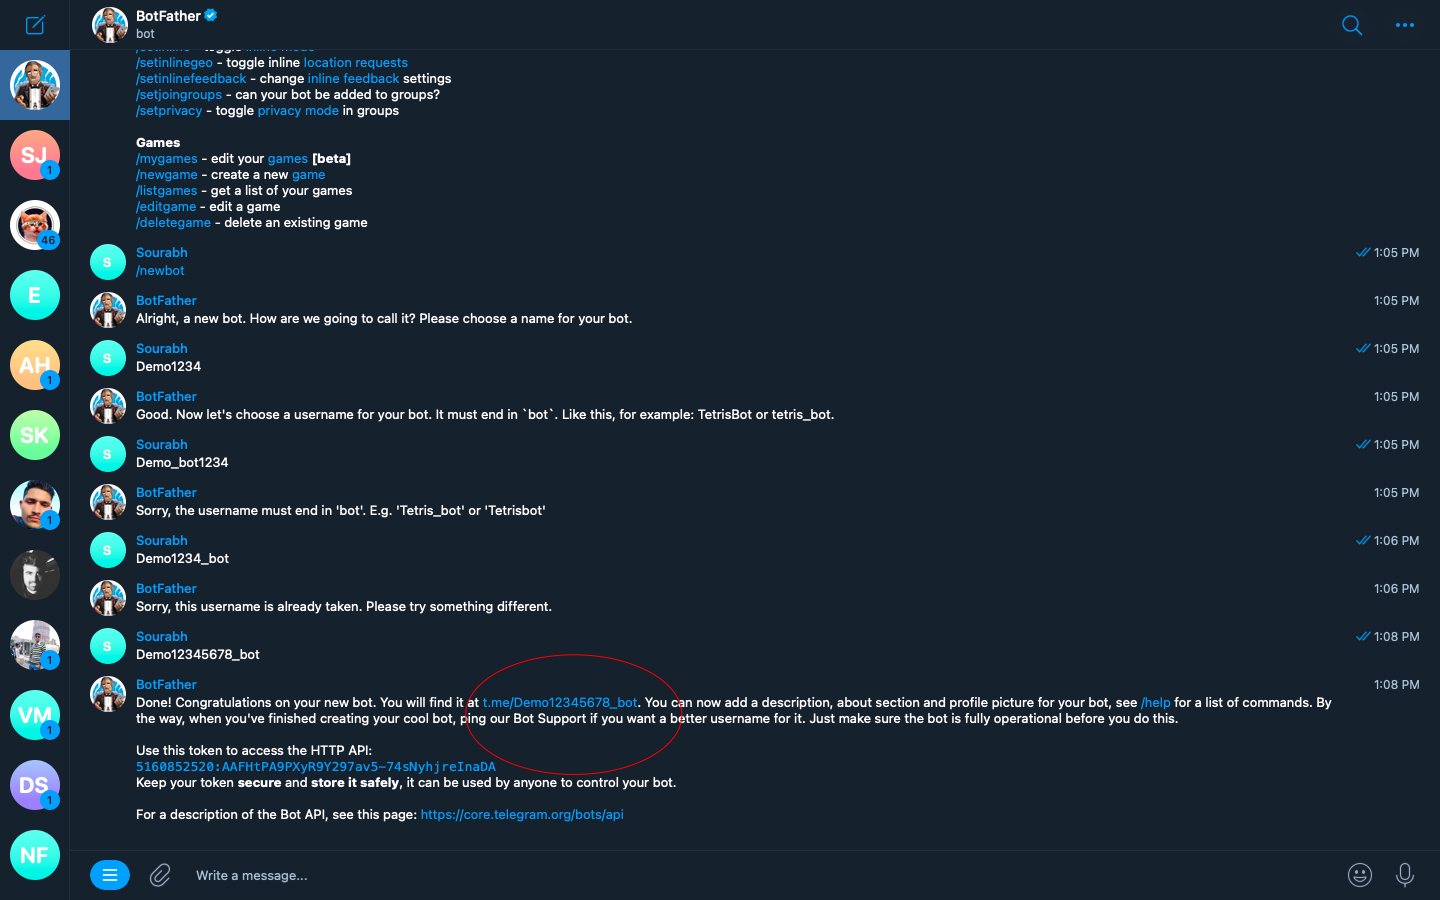 BotFather
bot
/setinline - toggle inline mode
/setinlinegeo - toggle inline location requests
/setinlinefeedback - change inline feedback settings
/setjoingroups - can your bot be added to groups?
/setprivacy - toggle privacy mode in groups
Games
/mygames - edit your games [beta]
/newgame - create a new game
/listgames - get a list of your games
/editgame - edit a game
/deletegame - delete an existing game
SJ
1
46
E
AH
1
SK
1
1
VM
1
DS
1
NF
S
Sourabh
1:05 PM
/newbot
BotFather
1:05 PM
Alright, a new bot. How are we going to call it? Please choose a name for your bot.
S
Sourabh
1:05 PM
Demo1234
BotFather
1:05 PM
Good. Now let's choose a username for your bot. It must end in `bot`. Like this, for example: TetrisBot or tetris_bot.
S
Sourabh
1:05 PM
Demo_bot1234
BotFather
1:05 PM
Sorry, the username must end in 'bot'. E.g. 'Tetris_bot' or 'Tetrisbot'
S
Sourabh
1:06 PM
Demo1234_bot
BotFather
1:06 PM
Sorry, this username is already taken. Please try something different.
S
Sourabh
1:08 PM
Demo12345678_bot
BotFather
1:08 PM
Done! Congratulations on your new bot. You will find it at t.me/Demo12345678_bot. You can now add a description, about section and profile picture for your bot, see /help for a list of commands. By
the way, when you've finished creating your cool bot, ping our Bot Support if you want a better username for it. Just make sure the bot is fully operational before you do this.
Use this token to access the HTTP API:
5160852520:AAFHtPA9PXyR9Y297av5-74sNyhjreInaDA
Keep your token secure and store it safely, it can be used by anyone to control your bot.
For a description of the Bot API, see this page: https://core.telegram.org/bots/api
Write a message...